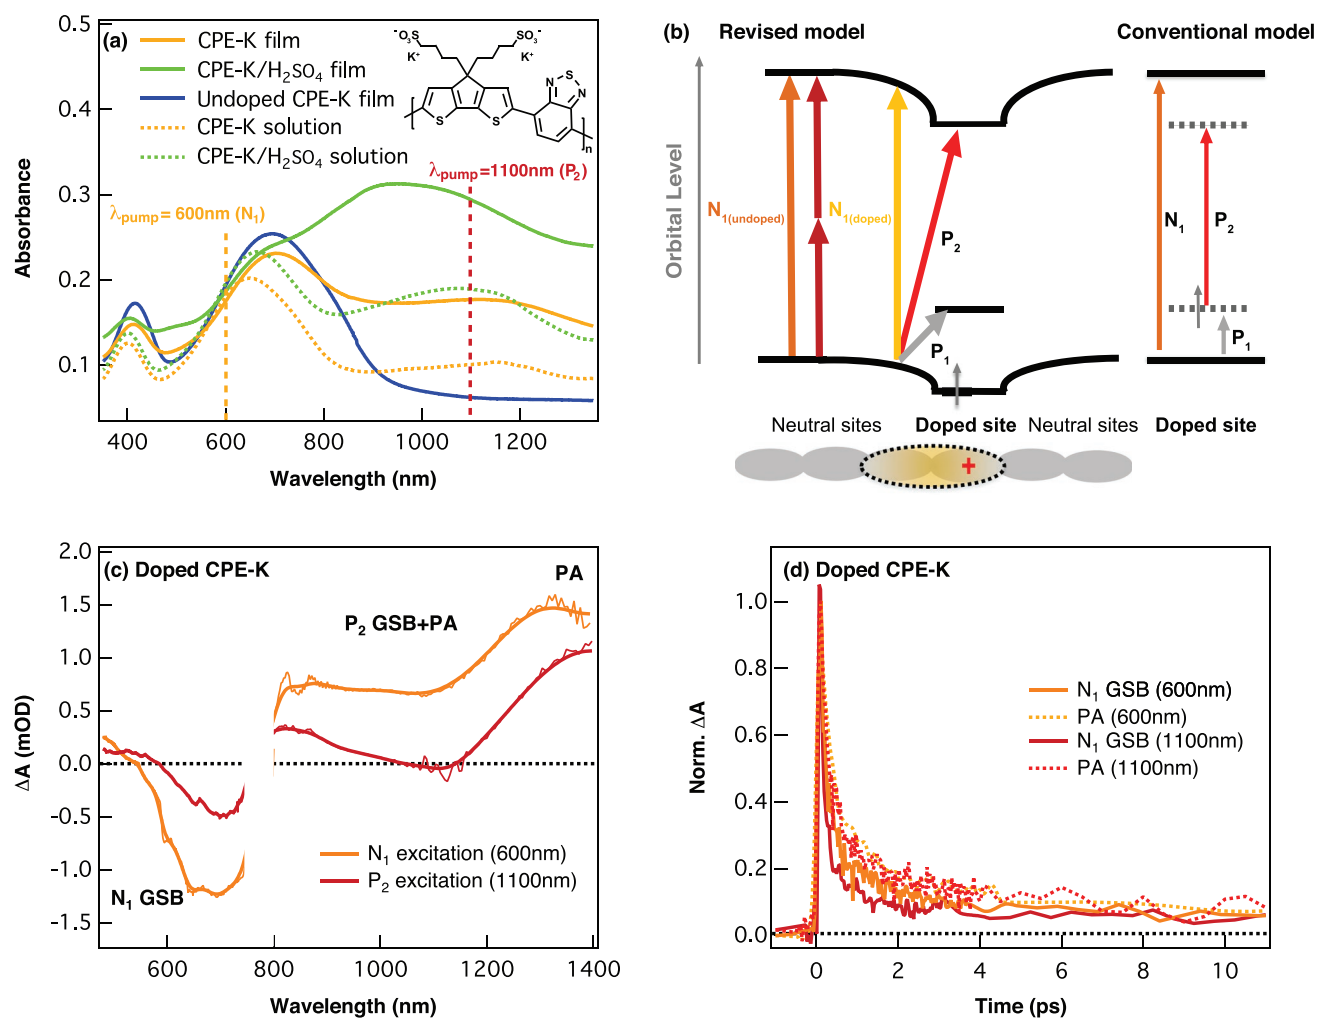 (a)
CPE-K film
CPE-K/H2SO4 film
Undoped CPE-K film
CPE-K solution
CPE-K/H2SO4 solution
-O3S
SO3-
K+
K+
N
S
N
S
S
n
λpump= 600nm (N1)
λpump=1100nm (P2)
0.5
0.4
0.3
0.2
0.1
Absorbance
400
600
800
1000
1200
Wavelength (nm)
(b)
Revised model
Conventional model
Orbital Level
N1(undoped)
N1(doped)
P2
P1
N1
P2
P1
Neutral sites
Doped site
Neutral sites
Doped site
+
(c) Doped CPE-K
PA
P2 GSB+PA
N1 GSB
N1 excitation (600nm)
P2 excitation (1100nm)
2.0
1.5
1.0
0.5
0.0
-0.5
-1.0
-1.5
ΔA (mOD)
600
800
1000
1200
1400
Wavelength (nm)
(d) Doped CPE-K
N1 GSB (600nm)
PA (600nm)
N1 GSB (1100nm)
PA (1100nm)
1.0
0.8
0.6
0.4
0.2
0.0
Norm. ΔA
0
2
4
6
8
10
Time (ps)